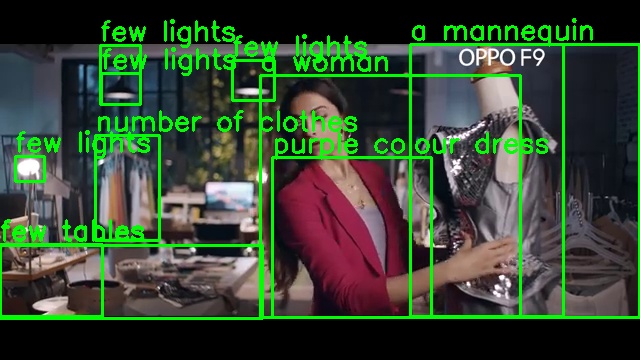 few lights
a mannequin
few lights
few lights
a woman
OPPO F9
number of clothes
few lights
purple colour dress
few tables